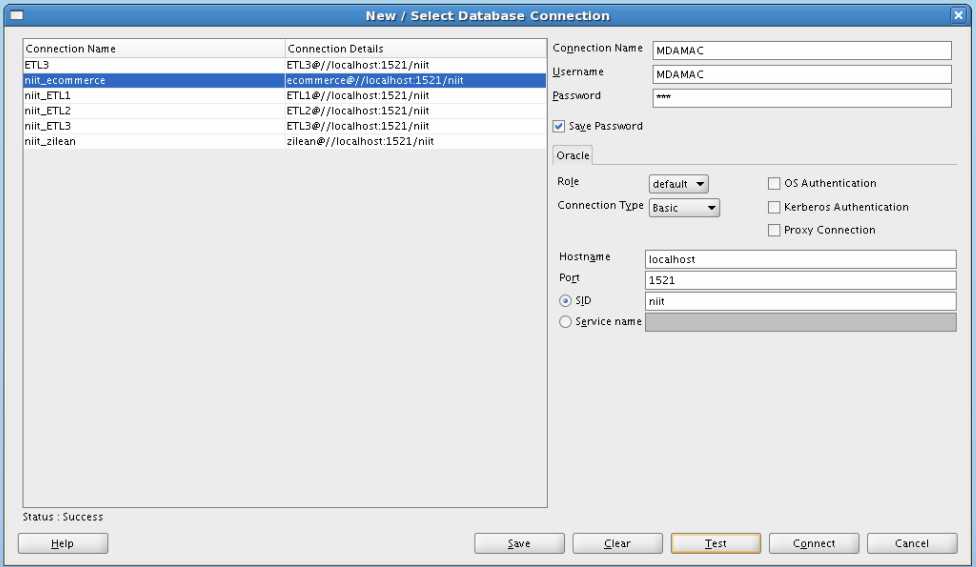 New / Select Database Connection
Connection Name Connection Details
ETL3 ETL3@//localhost:1521/niit
niit_ecommerce ecommerce@//localhost:1521/niit
niit_ETL1 ETL1@//localhost:1521/niit
niit_ETL2 ETL2@//localhost:1521/niit
niit_ETL3 ETL3@//localhost:1521/niit
niit_zilean zilean@//localhost:1521/niit
Status : Success
Connection Name MDAMAC
Username MDAMAC
Password ***
Save Password
Oracle
Role default OS Authentication
Connection Type Basic Kerberos Authentication
Proxy Connection
Hostname localhost
Port 1521
SID niit
Service name
Help Save Clear Test Connect Cancel